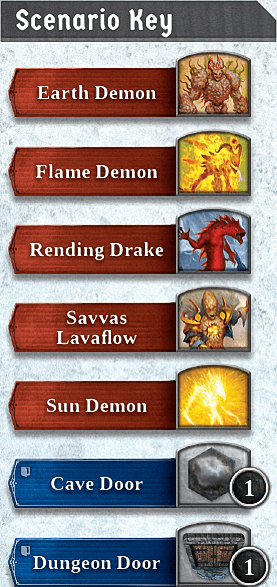 Scenario Key
Earth Demon
Flame Demon
Rending Drake
Savvas
Lavaflow
Sun Demon
Cave Door
1
Dungeon Door
1